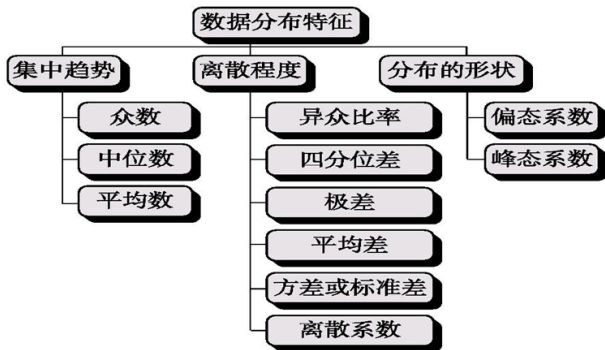 数据分布特征
集中趋势
离散程度
分布的形状
众数
中位数
平均数
异众比率
四分位差
极差
平均差
方差或标准差
离散系数
偏态系数
峰态系数